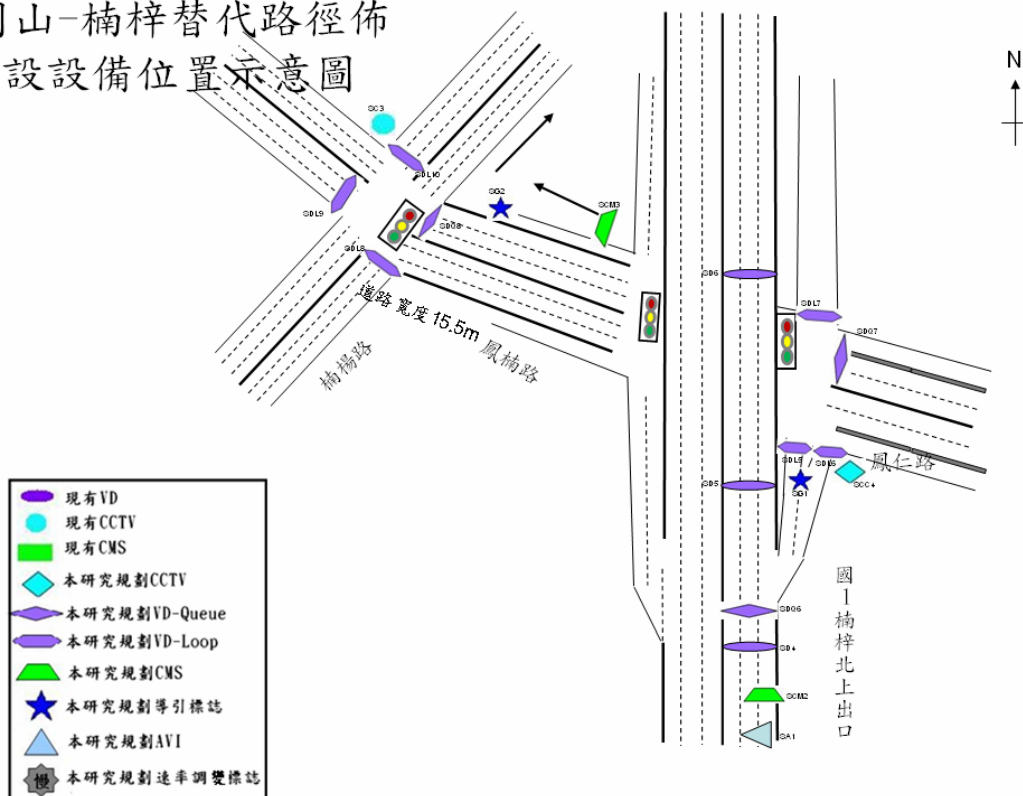 山-楠梓替代路徑佈
設設備位置示意圖
N
SC3
SDL10
SDL9
SG2
SCM3
SDQ8
SDL8
道路寬度15.5m
鳳楠路
楠楊路
SD6
SDL7
SDQ7
SDL5 / SDL6
鳳仁路
SCC4
SG1
SD5
國1楠梓北上出口
SDQ6
SD4
SCM2
SA1
現有VD
現有CCTV
現有CMS
本研究規劃CCTV
本研究規劃VD-Queue
本研究規劃VD-Loop
本研究規劃CMS
本研究規劃導引標誌
本研究規劃AVI
慢 本研究規劃速率調變標誌